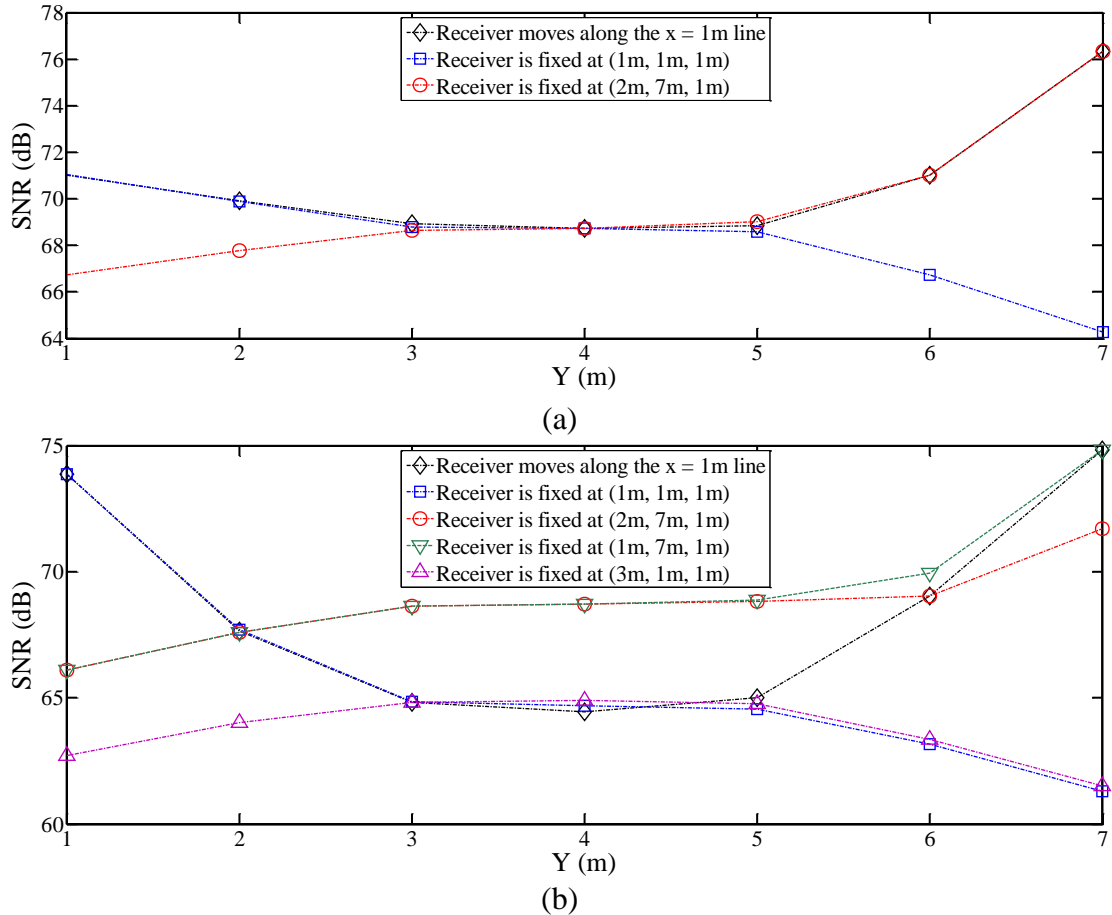 78
76
74
72
70
68
66
64
SNR (dB)
Receiver moves along the x = 1m line
Receiver is fixed at (1m, 1m, 1m)
Receiver is fixed at (2m, 7m, 1m)
1 2 3 4 5 6 7
Y (m)
(a)
75
70
65
60
SNR (dB)
Receiver moves along the x = 1m line
Receiver is fixed at (1m, 1m, 1m)
Receiver is fixed at (2m, 7m, 1m)
Receiver is fixed at (1m, 7m, 1m)
Receiver is fixed at (3m, 1m, 1m)
1 2 3 4 5 6 7
Y (m)
(b)